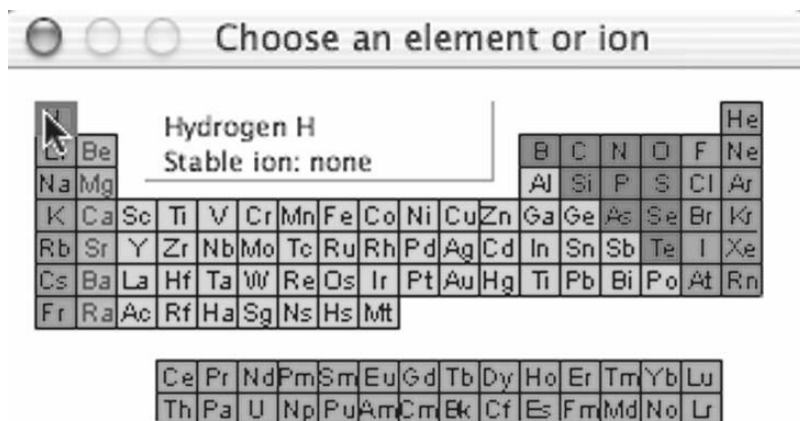 Choose an element or ion
Hydrogen H
Stable ion: none
He
Be B C N O F Ne
Na Mg Al Si P S Cl Ar
K Ca Sc Ti V Cr Mn Fe Co Ni Cu Zn Ga Ge As Se Br Kr
Rb Sr Y Zr Nb Mo Tc Ru Rh Pd Ag Cd In Sn Sb Te I Xe
Cs Ba La Hf Ta W Re Os Ir Pt Au Hg Ti Pb Bi Po At Rn
Fr Ra Ac Rf Ha Sg Ns Hs Mt
Ce Pr Nd Pm Sm Eu Gd Tb Dy Ho Er Tm Yb Lu
Th Pa U Np Pu Am Cm Bk Cf Es Fm Md No Lr